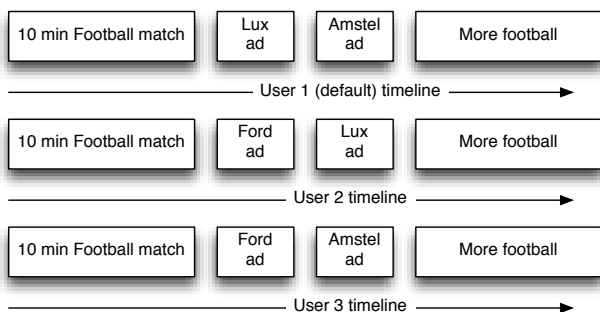 10 min Football match
Lux
ad
Amstel
ad
More football
User 1 (default) timeline
10 min Football match
Ford
ad
Lux
ad
More football
User 2 timeline
10 min Football match
Ford
ad
Amstel
ad
More football
User 3 timeline